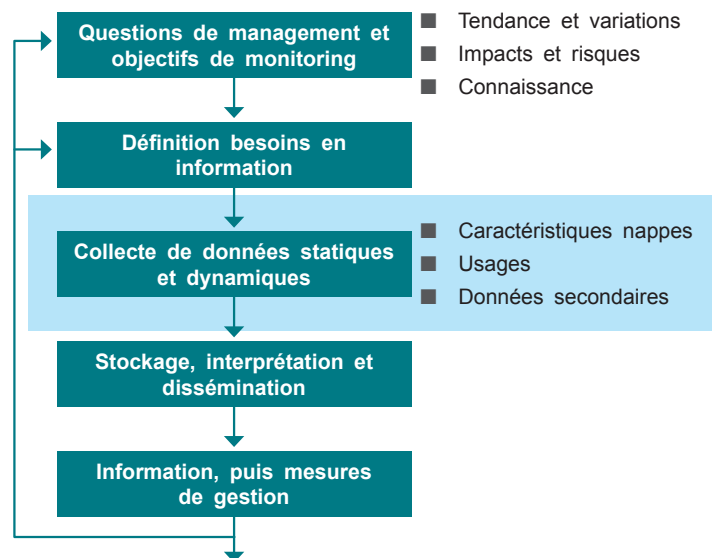 Questions de management et
objectifs de monitoring
■ Tendance et variations
■ Impacts et risques
■ Connaissance
Définition besoins en
information
Collecte de données statiques
et dynamiques
■ Caractéristiques nappes
■ Usages
■ Données secondaires
Stockage, interprétation et
dissémination
Information, puis mesures
de gestion